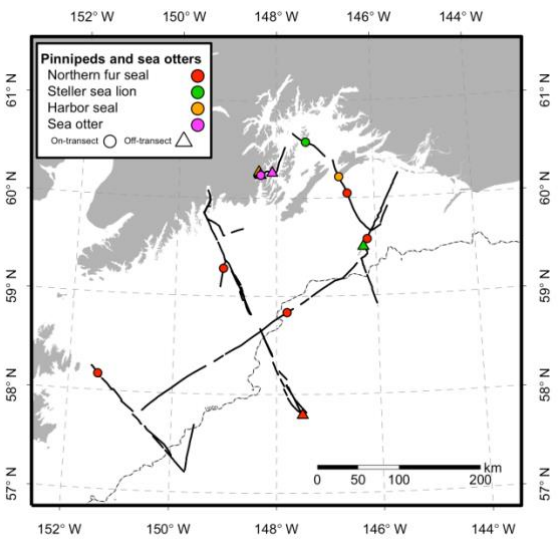 152° W 150° W 148° W 146° W 144° W
Pinnipeds and sea otters
Northern fur seal
Steller sea lion
Harbor seal
Sea otter
On-transect Off-transect
61° N
61° N
60° N
60° N
59° N
59° N
58° N
58° N
57° N
57° N
km
0 50 100 200
152° W 150° W 148° W 146° W 144° W